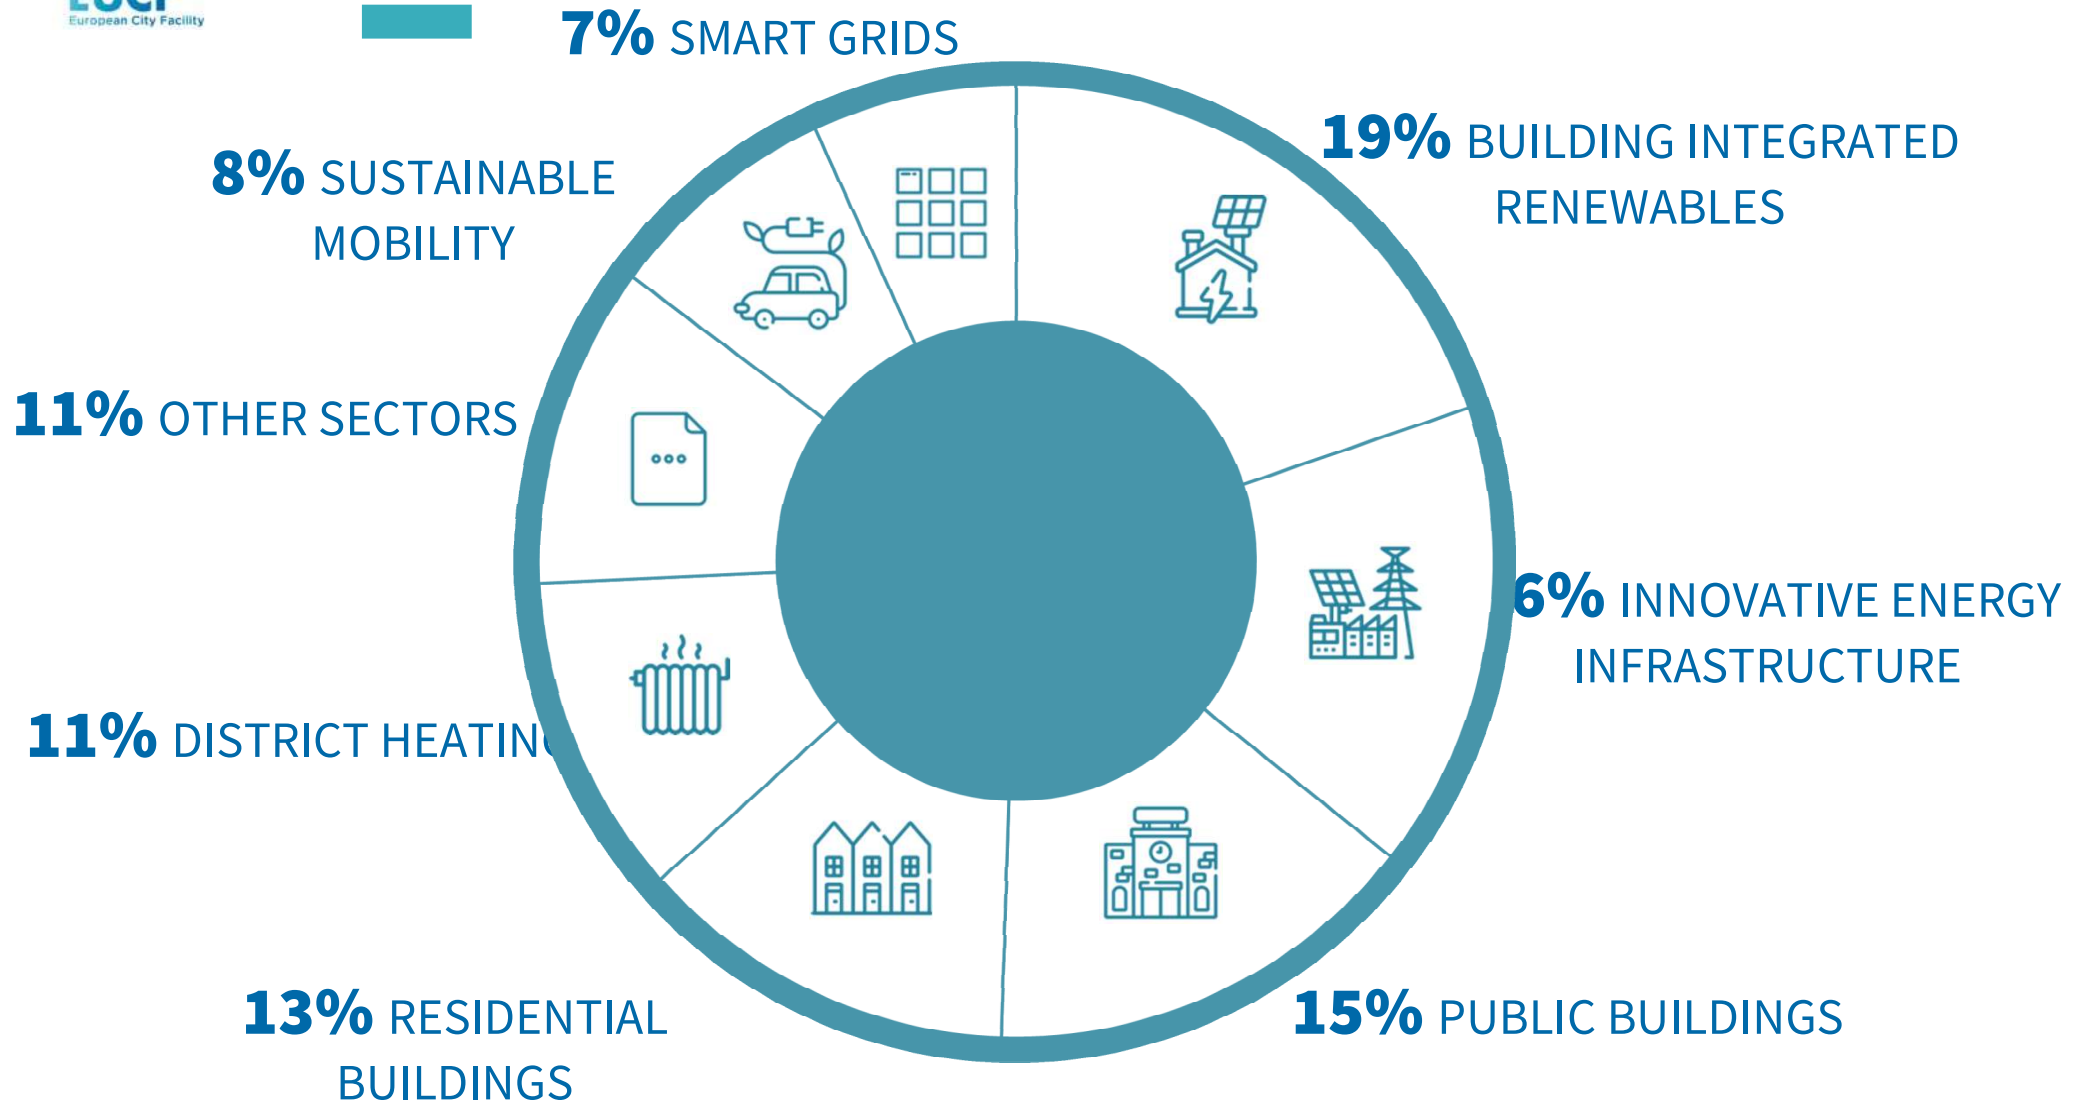 European City Facility
7% SMART GRIDS
19% BUILDING INTEGRATED
RENEWABLES
8% SUSTAINABLE
MOBILITY
11% OTHER SECTORS
6% INNOVATIVE ENERGY
INFRASTRUCTURE
11% DISTRICT HEATIN
13% RESIDENTIAL
BUILDINGS
15% PUBLIC BUILDINGS